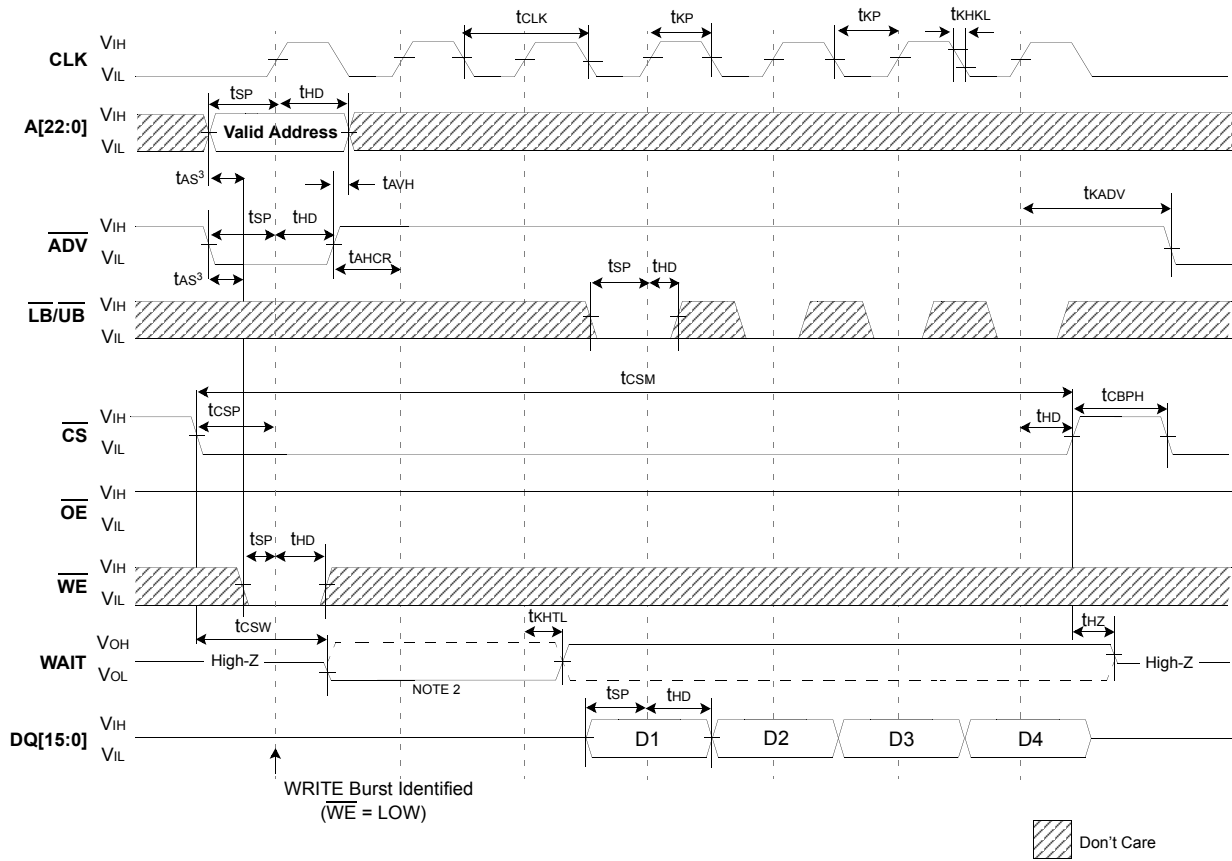 tCLK tKP tKP tKHKL
VIH
CLK
VIL
tSP tHD
VIH
A[22:0] Valid Address
VIL
tAS3 tAVH
tSP tHD tKADV
VIH
ADV
VIL
tAS3 tAHCR
tSP tHD
VIH
LB/UB
VIL
tCSM
tCSP tHD tCBPH
VIH
CS
VIL
VIH
OE
VIL
tSP tHD
VIH
WE
VIL
tCSW tKHTL tHZ
VOH
WAIT High-Z High-Z
VOL
NOTE 2
tSP tHD
VIH
DQ[15:0] D1 D2 D3 D4
VIL
WRITE Burst Identified
(WE = LOW)
Don't Care